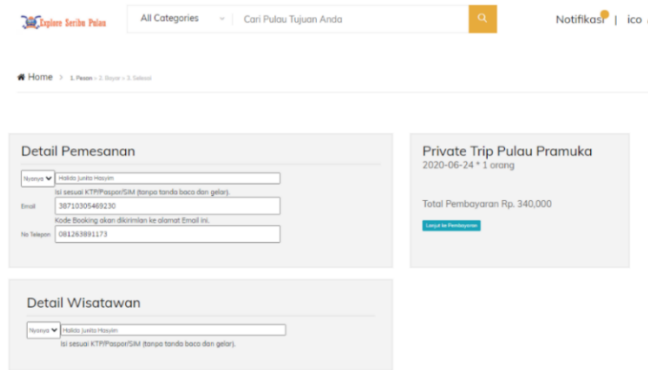 Explore Seribu Pulau
All Categories
Cari Pulau Tujuan Anda
Notifikasi | ico
Home > 1. Pesan > 2. Bayar > 3. Selesai
Detail Pemesanan
Nyonya Halida Junita Hasyim
Isi sesuai KTP/Paspor/SIM (tanpa tanda baca dan gelar).
Email 38710305469230
Kode Booking akan dikirimkan ke alamat Email ini.
No Telepon 081263891173
Private Trip Pulau Pramuka
2020-06-24 * 1 orang
Total Pembayaran Rp. 340,000
Lanjut ke Pembayaran
Detail Wisatawan
Nyonya Halida Junita Hasyim
Isi sesuai KTP/Paspor/SIM (tanpa tanda baca dan gelar).